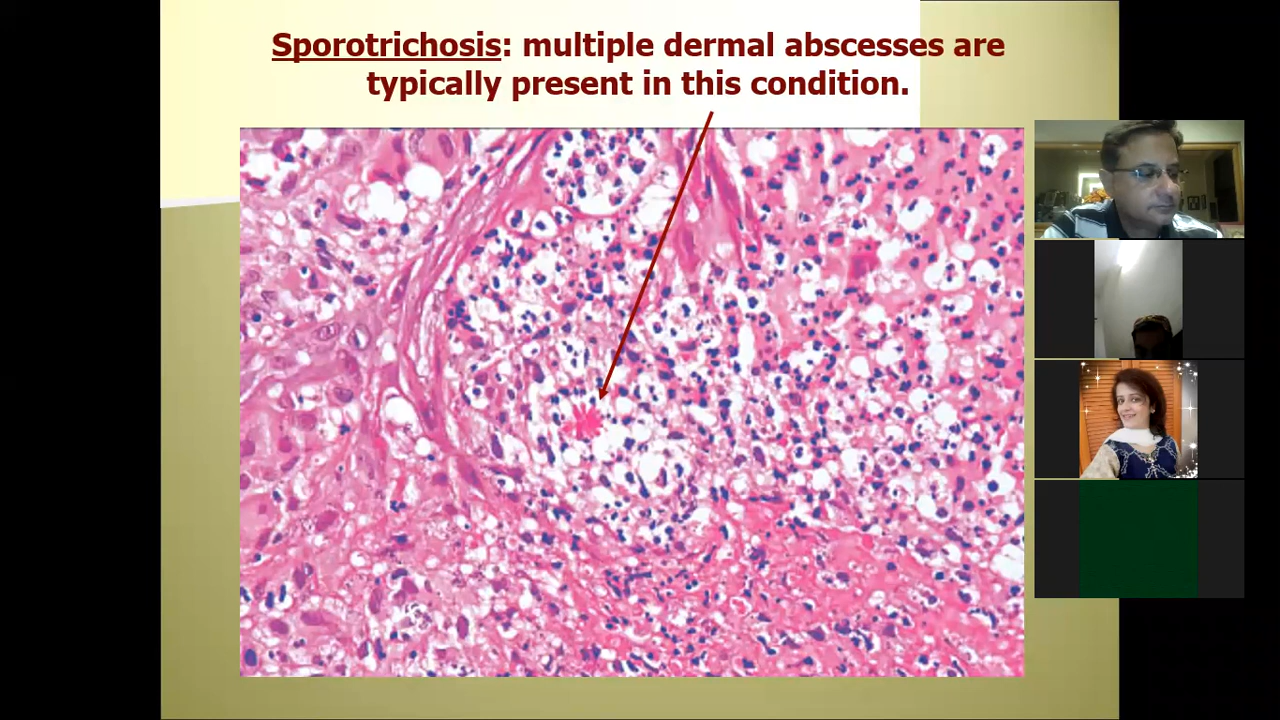 Sporotrichosis: multiple dermal abscesses are
typically present in this condition.